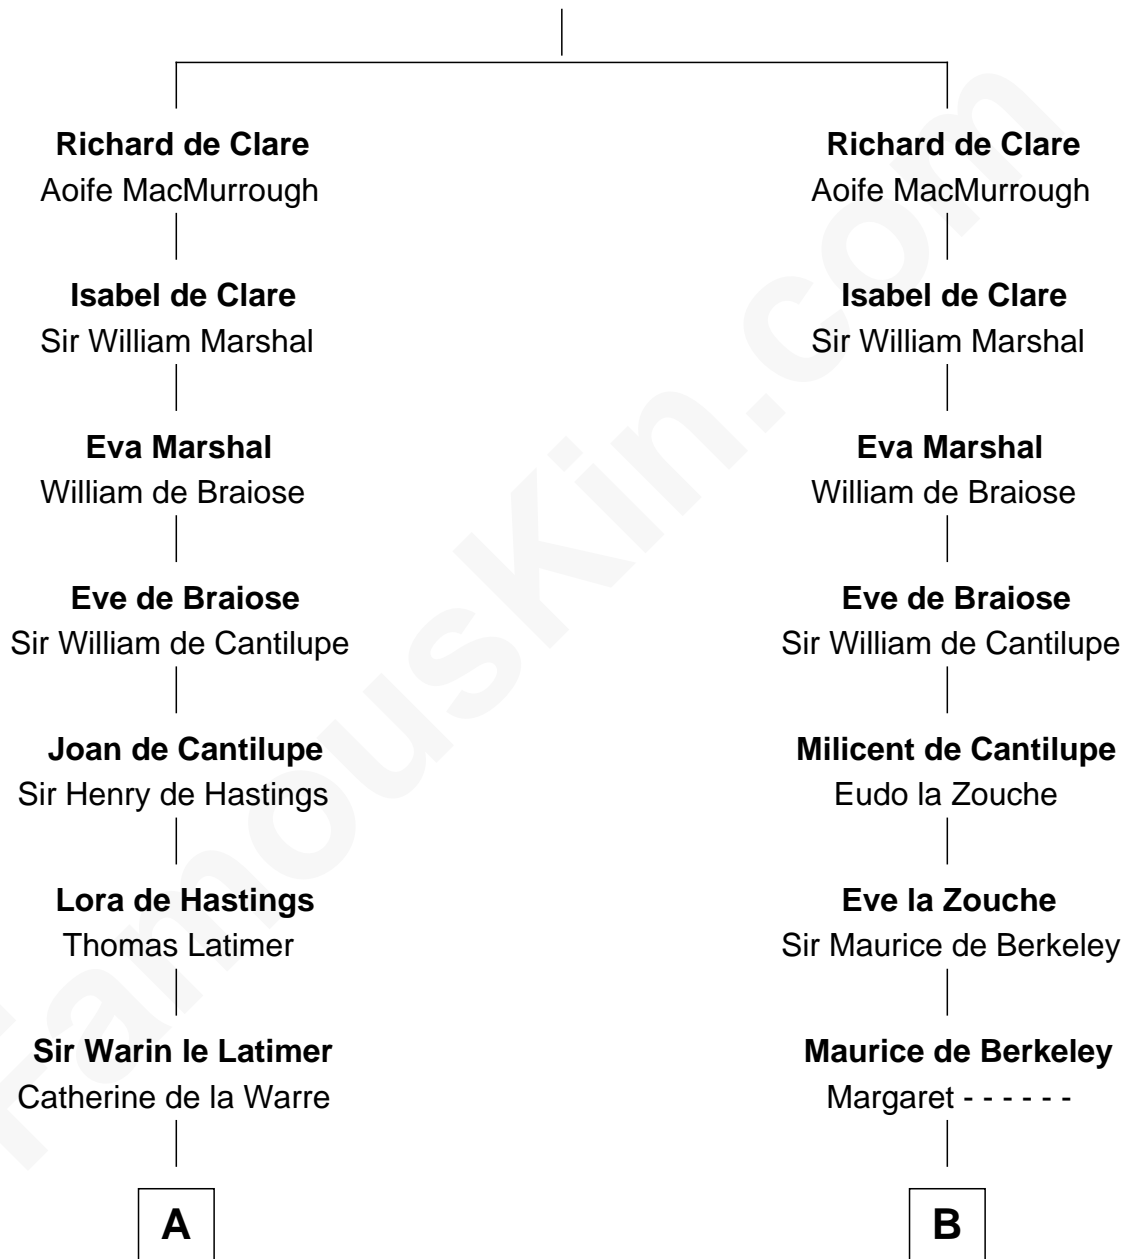 Richard de Clare
Aoife MacMurrough
Isabel de Clare
Sir William Marshal
Eva Marshal
William de Braiose
Eve de Braiose
Sir William de Cantilupe
Joan de Cantilupe
Sir Henry de Hastings
Lora de Hastings
Thomas Latimer
Sir Warin le Latimer
Catherine de la Warre
A
Richard de Clare
Aoife MacMurrough
Isabel de Clare
Sir William Marshal
Eva Marshal
William de Braiose
Eve de Braiose
Sir William de Cantilupe
Milicent de Cantilupe
Eudo la Zouche
Eve la Zouche
Sir Maurice de Berkeley
Maurice de Berkeley
Margaret - - - - - -
B
FamousKin.com